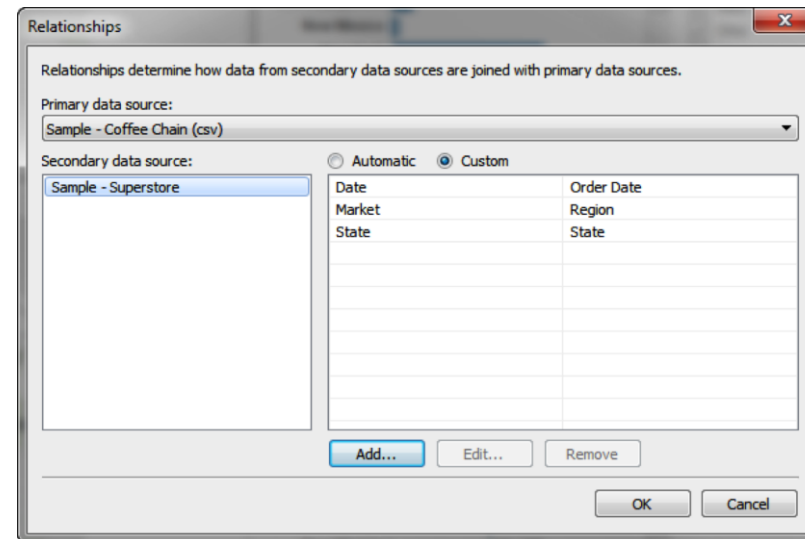 Relationships
Relationships determine how data from secondary data sources are joined with primary data sources.
Primary data source:
Sample - Coffee Chain (csv)
Secondary data source:
Automatic Custom
Sample - Superstore
Date Order Date
Market Region
State State
Add... Edit... Remove
OK Cancel